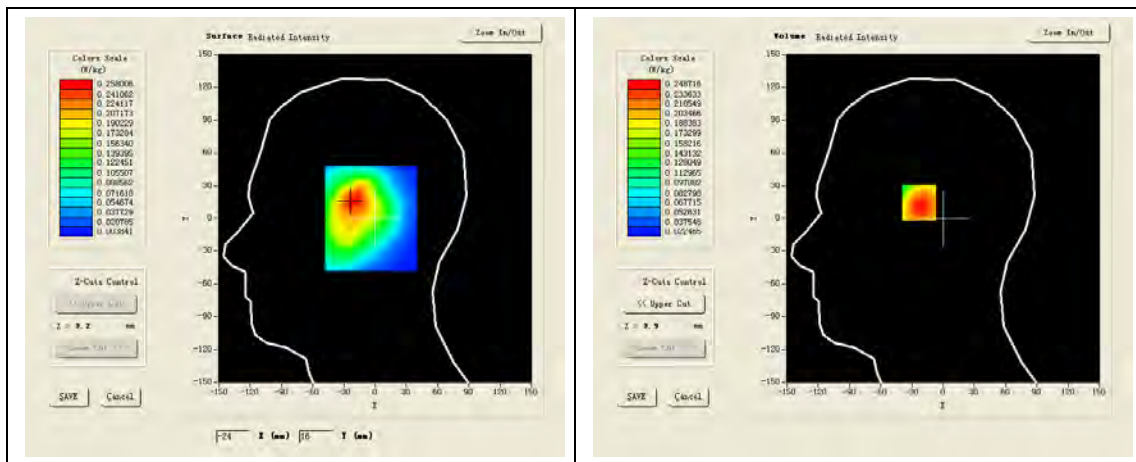 Surface Radiated Intensity
Zoom In/Out
Colors Scale
(W/kg)
0.258006
0.241062
0.224117
0.207173
0.190229
0.173284
0.156340
0.139395
0.122451
0.105507
0.088562
0.071618
0.054674
0.037729
0.020785
0.003841
150
120
90
60
30
0
-30
-60
-90
-120
-150
-150 -120 -90 -60 -30 0 30 60 90 120 150
Z-Cuts Control
<< Upper Cut
Z = 9.2 mm
SAVE
Cancel
-24 X (mm) 16 Y (mm)
Volume Radiated Intensity
Zoom In/Out
Colors Scale
(W/kg)
0.248716
0.233633
0.218549
0.203466
0.188383
0.173299
0.158216
0.143132
0.128049
0.112965
0.097882
0.082798
0.067715
0.052631
0.037548
0.022465
150
120
90
60
30
0
-30
-60
-90
-120
-150
-150 -120 -90 -60 -30 0 30 60 90 120 150
Z-Cuts Control
<< Upper Cut
Z = 9.9 mm
SAVE
Cancel